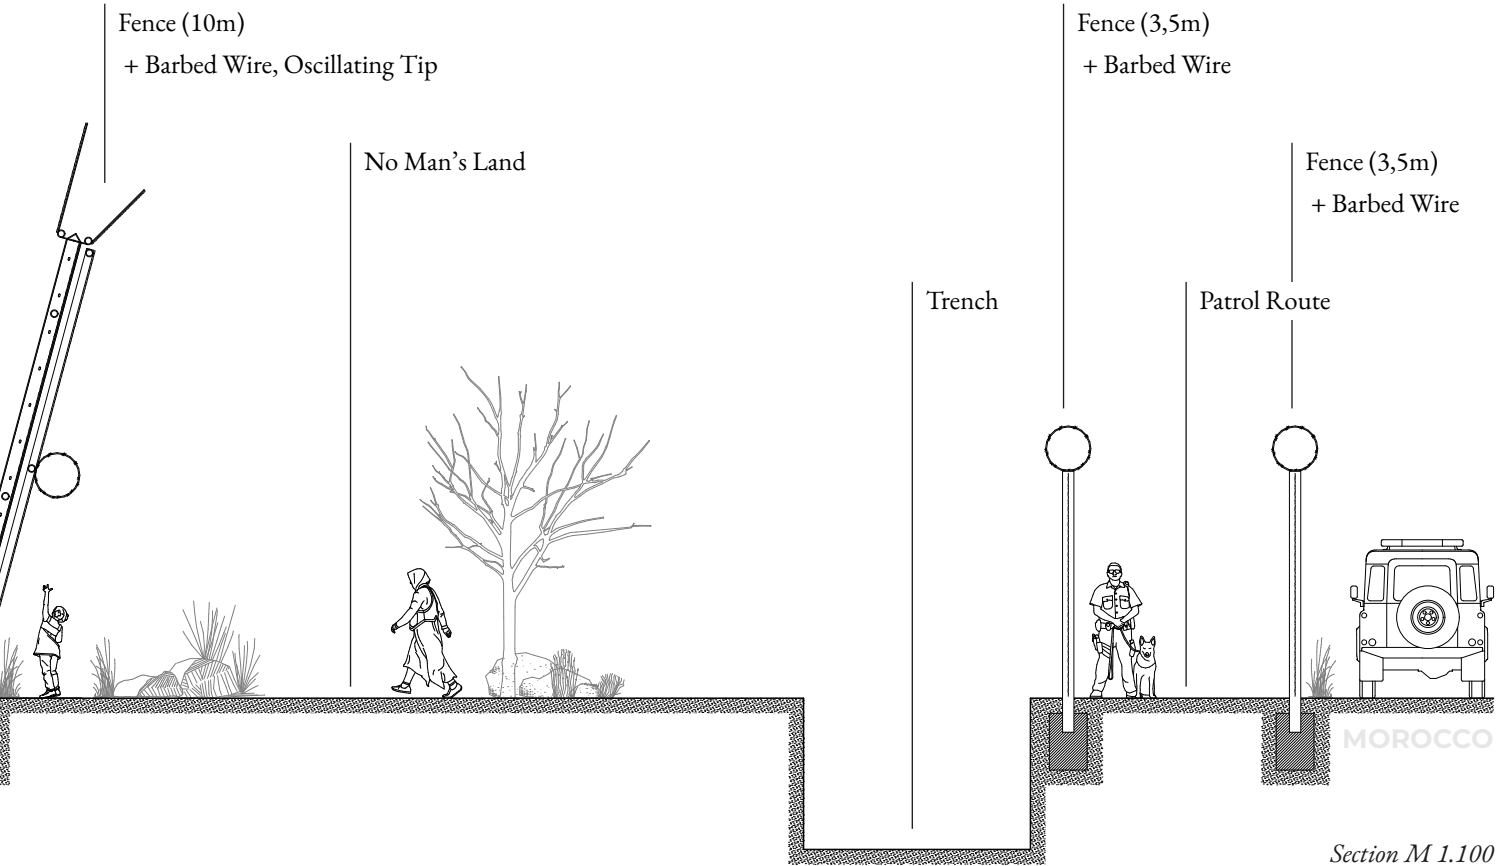 Fence (10m)
+ Barbed Wire, Oscillating Tip
Fence (3,5m)
+ Barbed Wire
No Man’s Land
Fence (3,5m)
+ Barbed Wire
Trench
Patrol Route
MOROCCO
Section M 1.100